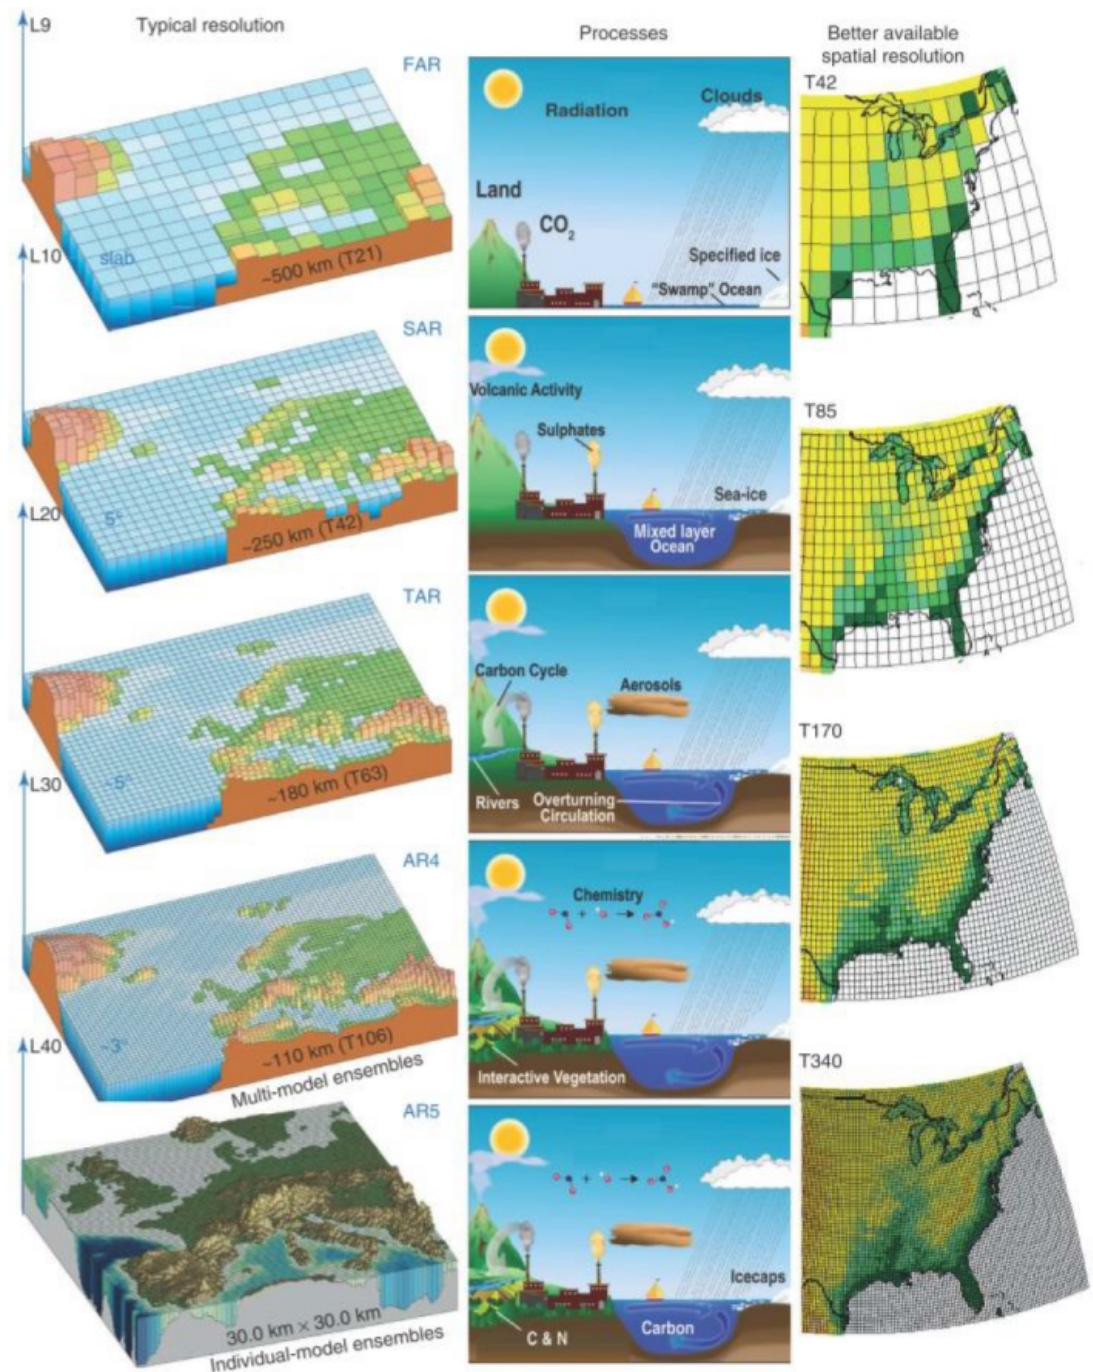 Typical resolution
Processes
Better available
spatial resolution
L9
FAR
slab
~500 km (T21)
L10
Radiation
Clouds
Land
CO2
Specified ice
"Swamp" Ocean
T42
SAR
5°
~250 km (T42)
L20
Volcanic Activity
Sulphates
Sea-ice
Mixed layer
Ocean
T85
TAR
~5°
~180 km (T63)
L30
Carbon Cycle
Aerosols
Rivers
Overturning
Circulation
T170
AR4
~3°
~110 km (T106)
Multi-model ensembles
L40
Chemistry
Interactive Vegetation
T340
AR5
30.0 km × 30.0 km
Individual-model ensembles
Icecaps
C & N
Carbon